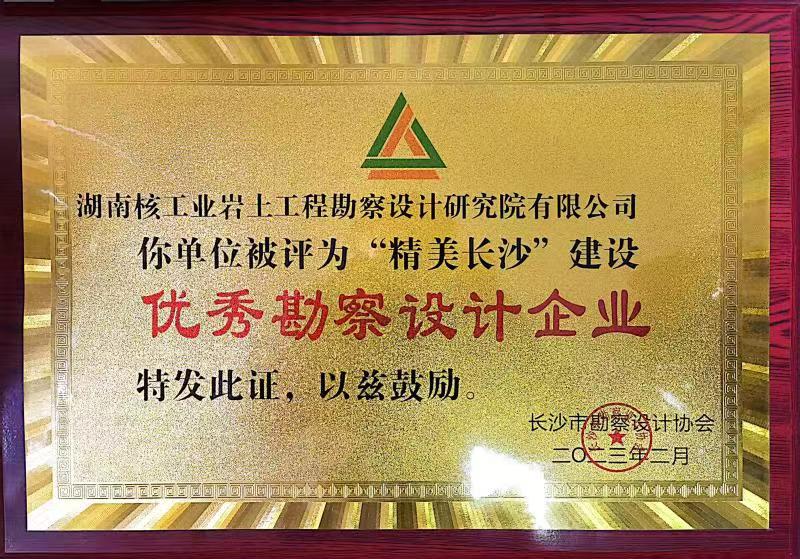 湖南核工业岩土工程勘察设计研究院有限公司
你单位被评为“精美长沙”建设
优秀勘察设计企业
特发此证，以兹鼓励。
长沙市勘察设计协会
二〇二三年二月